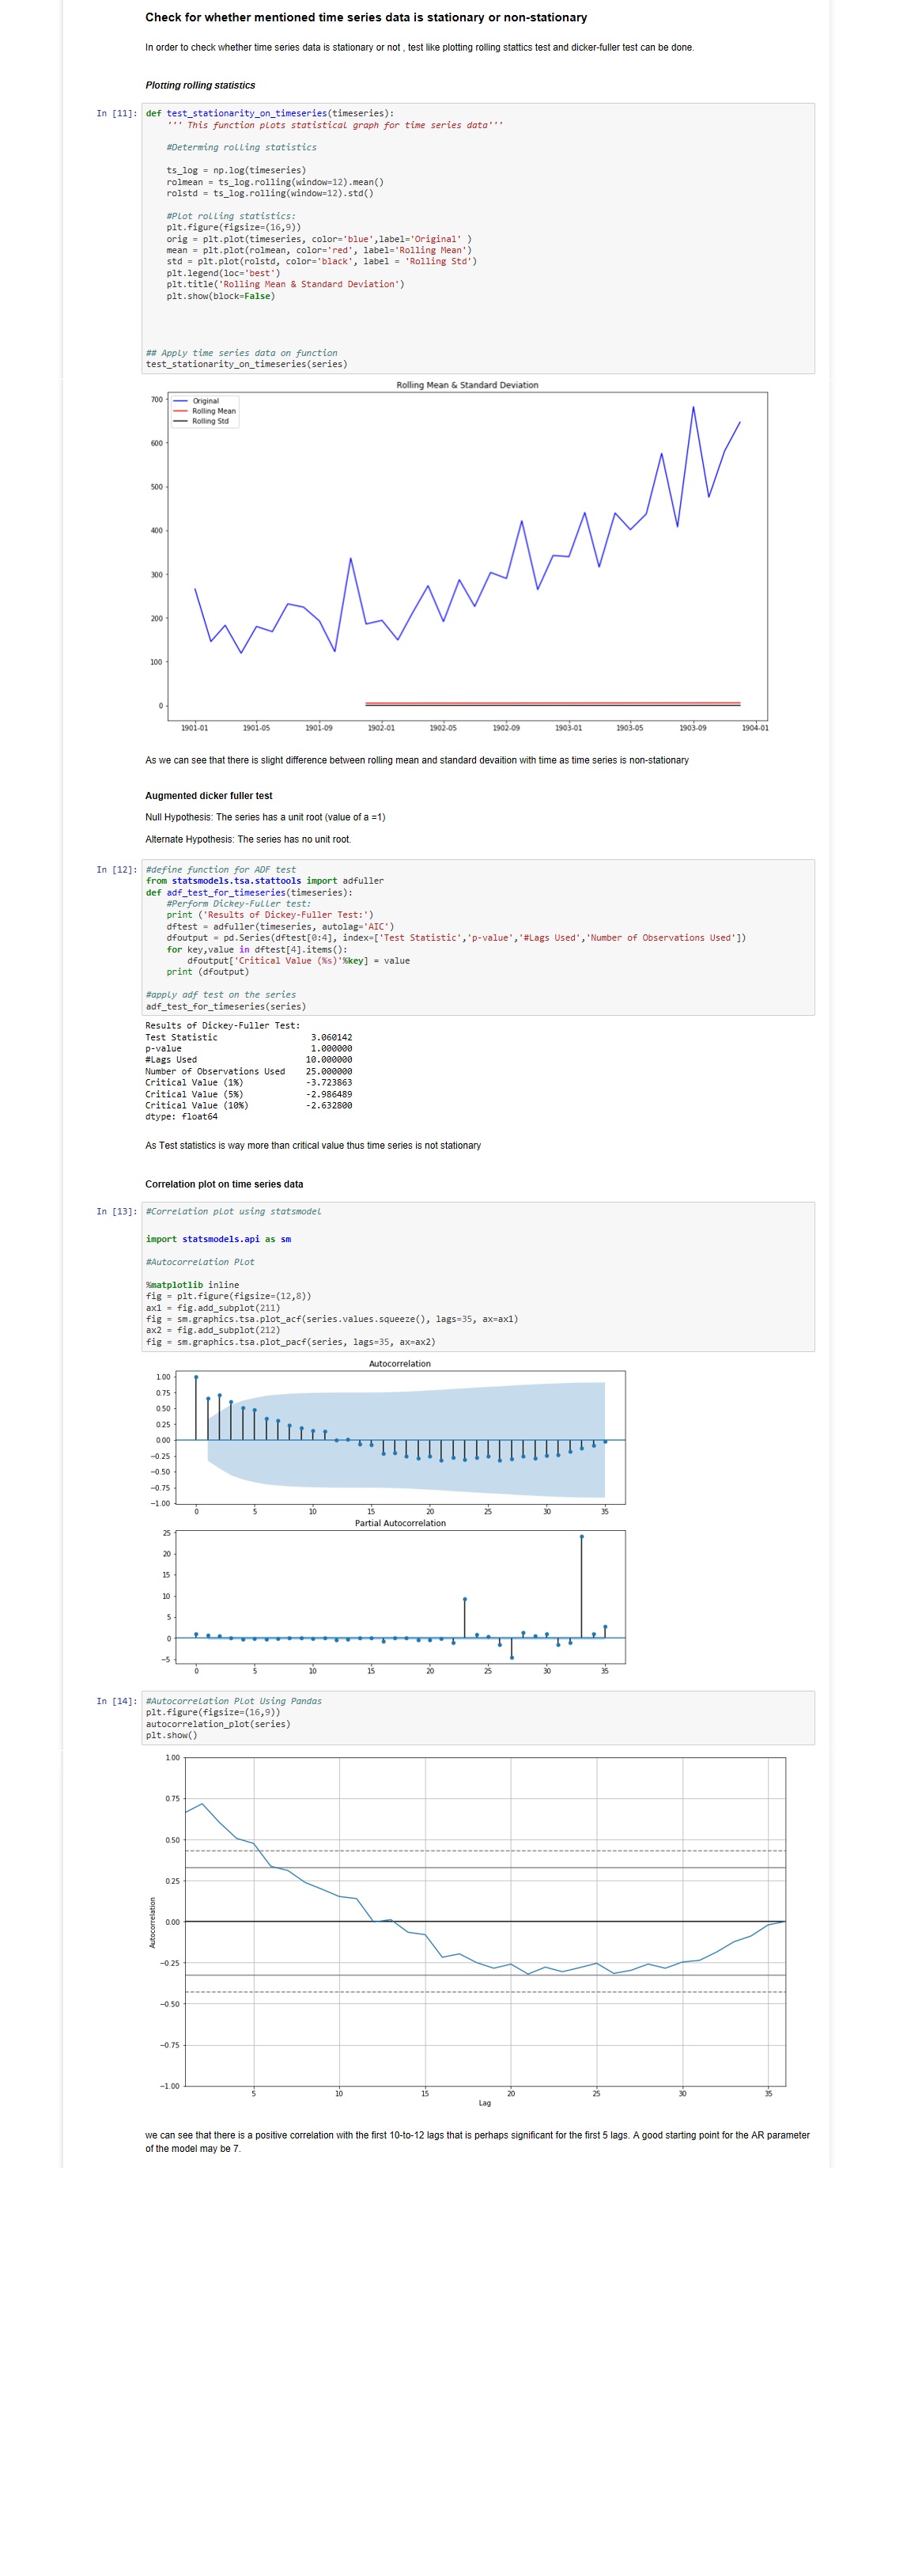 Check for whether mentioned time series data is stationary or non-stationary
In order to check whether time series data is stationary or not , test like plotting rolling stattics test and dicker-fuller test can be done.
Plotting rolling statistics
In [11]: def test_stationarity_on_timeseries(timeseries):
''' This function plots statistical graph for time series data'''
#Determing rolling statistics
ts_log = np.log(timeseries)
rolmean = ts_log.rolling(window=12).mean()
rolstd = ts_log.rolling(window=12).std()
#Plot rolling statistics:
plt.figure(figsize=(16,9))
orig = plt.plot(timeseries, color='blue',label='Original' )
mean = plt.plot(rolmean, color='red', label='Rolling Mean')
std = plt.plot(rolstd, color='black', label = 'Rolling Std')
plt.legend(loc='best')
plt.title('Rolling Mean & Standard Deviation')
plt.show(block=False)
## Apply time series data on function
test_stationarity_on_timeseries(series)
Rolling Mean & Standard Deviation
700
Original
Rolling Mean
Rolling Std
600
500
400
300
200
100
0
1901-01 1901-05 1901-09 1902-01 1902-05 1902-09 1903-01 1903-05 1903-09 1904-01
As we can see that there is slight difference between rolling mean and standard devaition with time as time series is non-stationary
Augmented dicker fuller test
Null Hypothesis: The series has a unit root (value of a =1)
Alternate Hypothesis: The series has no unit root.
In [12]: #define function for ADF test
from statsmodels.tsa.stattools import adfuller
def adf_test_for_timeseries(timeseries):
#Perform Dickey-Fuller test:
print ('Results of Dickey-Fuller Test:')
dftest = adfuller(timeseries, autolag='AIC')
dfoutput = pd.Series(dftest[0:4], index=['Test Statistic','p-value','#Lags Used','Number of Observations Used'])
for key,value in dftest[4].items():
dfoutput['Critical Value (%s)'%key] = value
print (dfoutput)
#apply adf test on the series
adf_test_for_timeseries(series)
Results of Dickey-Fuller Test:
Test Statistic 3.060142
p-value 1.000000
#Lags Used 10.000000
Number of Observations Used 25.000000
Critical Value (1%) -3.723863
Critical Value (5%) -2.986489
Critical Value (10%) -2.632800
dtype: float64
As Test statistics is way more than critical value thus time series is not stationary
Correlation plot on time series data
In [13]: #Correlation plot using statsmodel
import statsmodels.api as sm
#Autocorrelation Plot
%matplotlib inline
fig = plt.figure(figsize=(12,8))
ax1 = fig.add_subplot(211)
fig = sm.graphics.tsa.plot_acf(series.values.squeeze(), lags=35, ax=ax1)
ax2 = fig.add_subplot(212)
fig = sm.graphics.tsa.plot_pacf(series, lags=35, ax=ax2)
Autocorrelation
1.00
0.75
0.50
0.25
0.00
−0.25
−0.50
−0.75
−1.00
0 5 10 15 20 25 30 35
Partial Autocorrelation
25
20
15
10
5
0
−5
0 5 10 15 20 25 30 35
In [14]: #Autocorrelation Plot Using Pandas
plt.figure(figsize=(16,9))
autocorrelation_plot(series)
plt.show()
1.00
0.75
0.50
0.25
0.00
−0.25
−0.50
−0.75
−1.00
Autocorrelation
5 10 15 20 25 30 35
Lag
we can see that there is a positive correlation with the first 10-to-12 lags that is perhaps significant for the first 5 lags. A good starting point for the AR parameter
of the model may be 7.